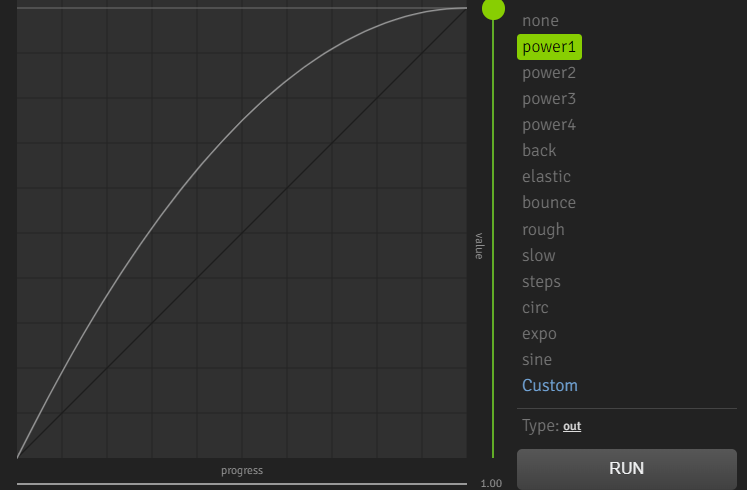 none
power1
power2
power3
power4
back
elastic
bounce
rough
slow
steps
circ
expo
sine
Custom
Type: out
RUN
value
progress
1.00